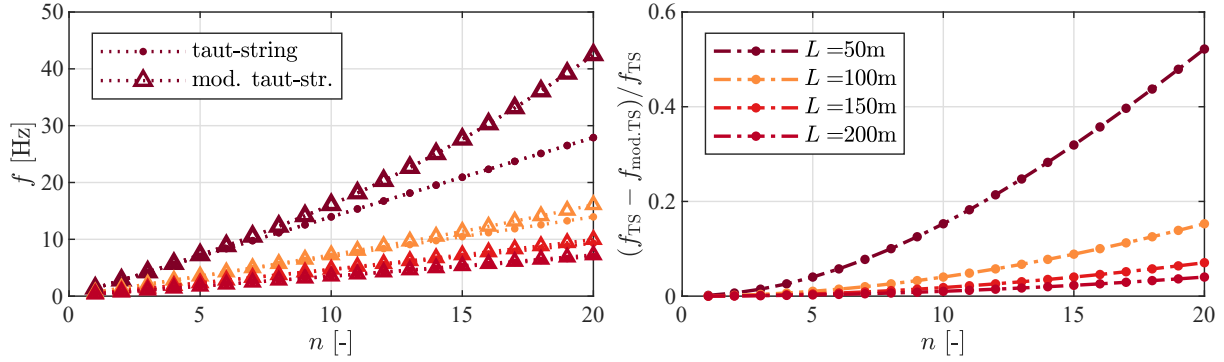 50
40
30
20
10
0
f [Hz]
taut-string
mod. taut-str.
0 5 10 15 20
n [-]
0.6
0.4
0.2
0
(f_TS − f_mod.TS)/f_TS
L =50m
L =100m
L =150m
L =200m
0 5 10 15 20
n [-]